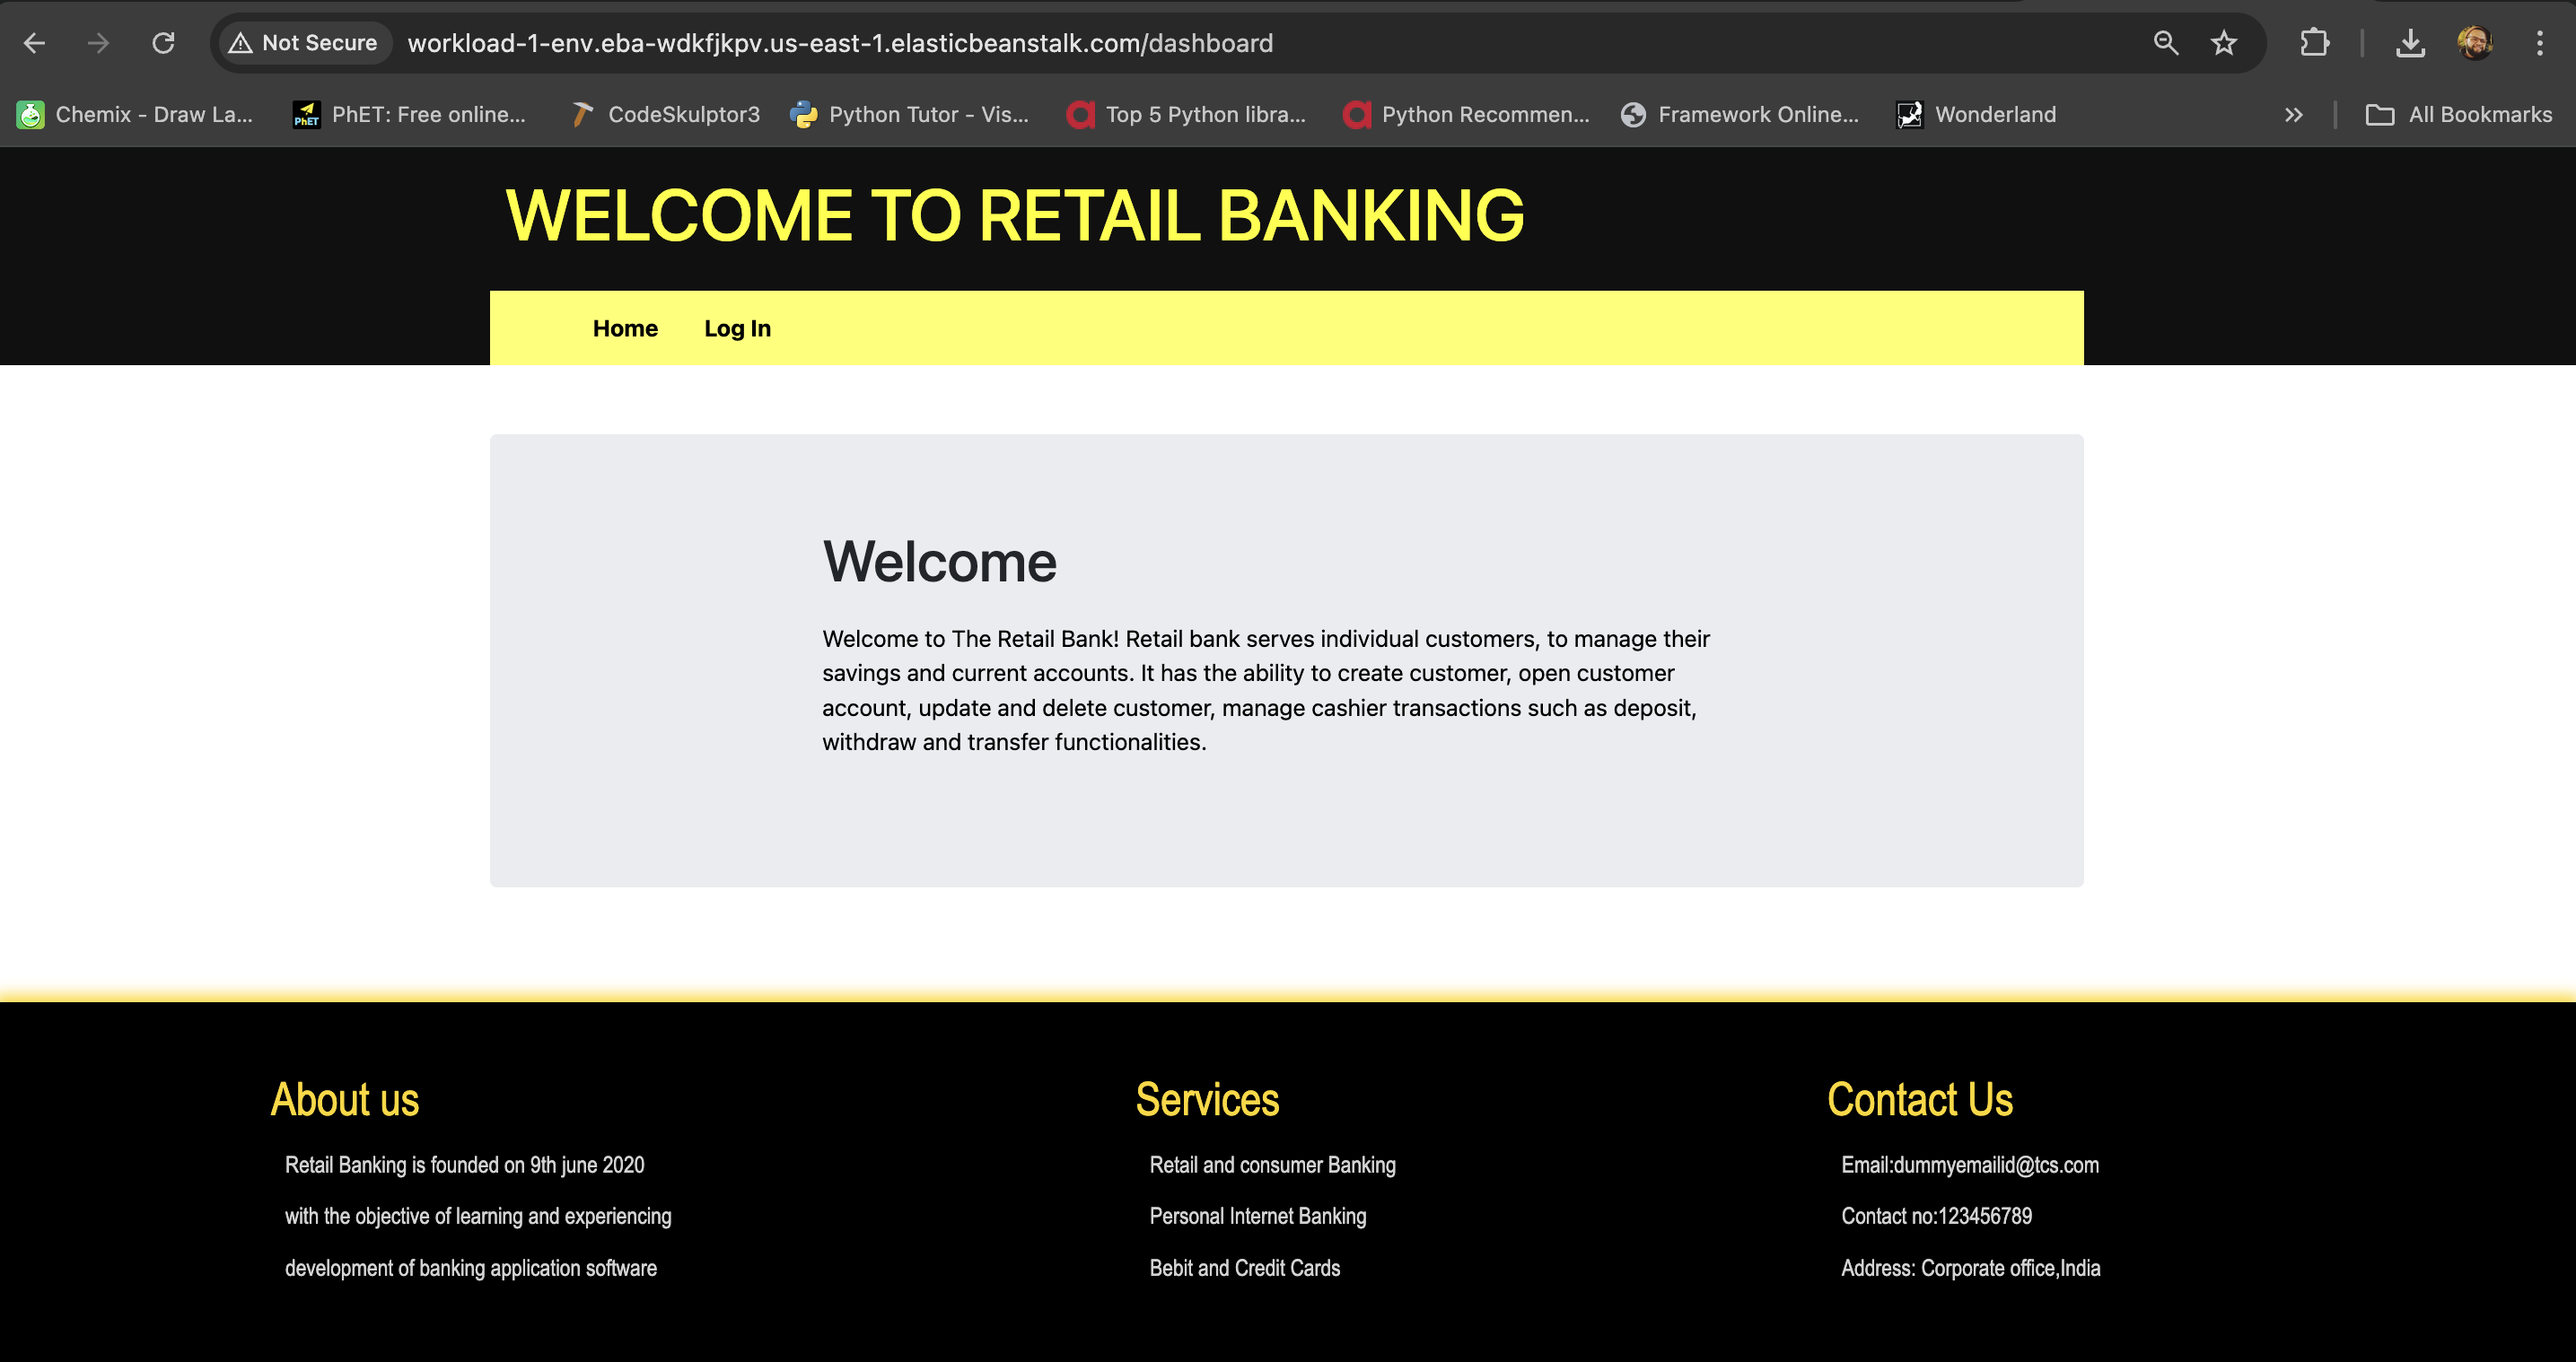 Not Secure
workload-1-env.eba-wdkfjkpv.us-east-1.elasticbeanstalk.com/dashboard
Chemix - Draw La...
PhET: Free online...
CodeSkulptor3
Python Tutor - Vis...
Top 5 Python libra...
Python Recommen...
Framework Online...
Wonderland
All Bookmarks
WELCOME TO RETAIL BANKING
Home
Log In
Welcome
Welcome to The Retail Bank! Retail bank serves individual customers, to manage their
savings and current accounts. It has the ability to create customer, open customer
account, update and delete customer, manage cashier transactions such as deposit,
withdraw and transfer functionalities.
About us
Retail Banking is founded on 9th june 2020
with the objective of learning and experiencing
development of banking application software
Services
Retail and consumer Banking
Personal Internet Banking
Bebit and Credit Cards
Contact Us
Email:dummyemailid@tcs.com
Contact no:123456789
Address: Corporate office,India